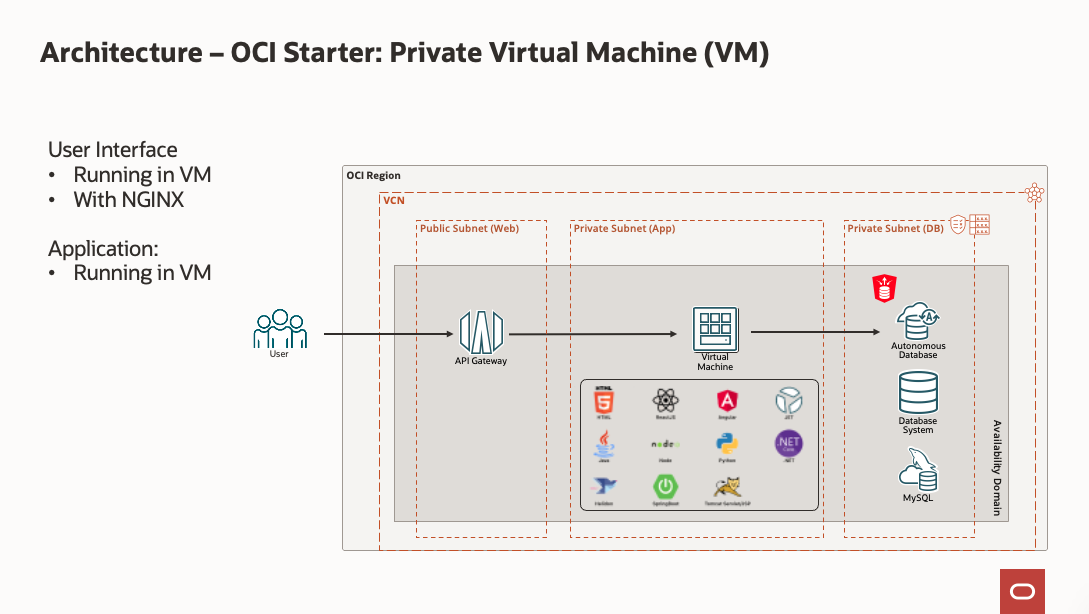 Architecture – OCI Starter: Private Virtual Machine (VM)
User Interface
• Running in VM
• With NGINX
Application:
• Running in VM
OCI Region
VCN
Public Subnet (Web)
Private Subnet (App)
Private Subnet (DB)
User
API Gateway
Virtual
Machine
Autonomous
Database
Database
System
MySQL
Availability Domain
HTML
HTML
ReactJS
Angular
JET
Java
node
Node
Python
.NET
Core
.NET
Helidon
SpringBoot
Tomcat Servlet/JSP
A